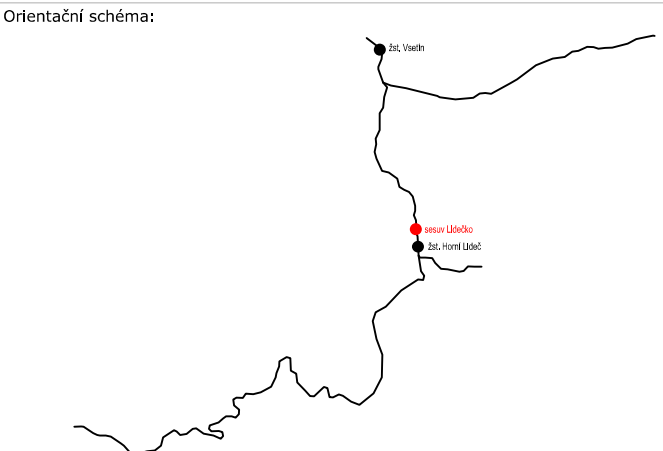 Orientační schéma:
žst. Vsetín
sesuv Lidečko
žst. Horní Lideč